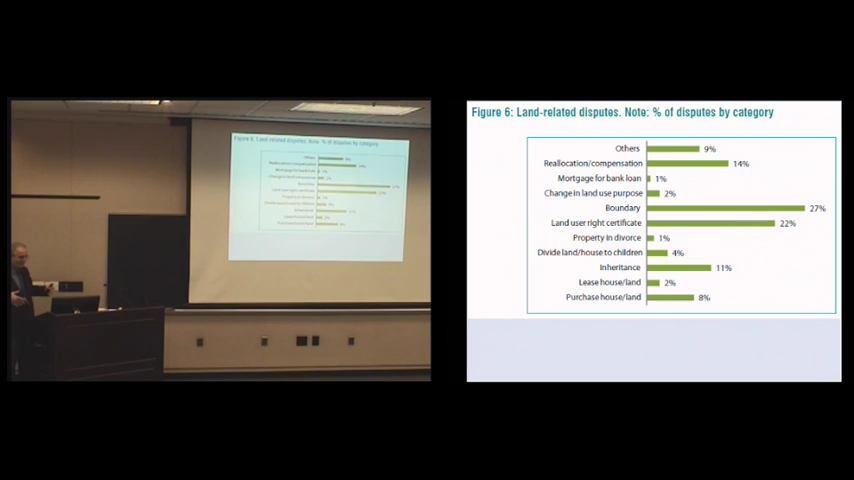 Figure 6: Land-related disputes. Note: % of disputes by category
Others 9%
Reallocation/compensation 14%
Mortgage for bank loan 1%
Change in land use purpose 2%
Boundary 27%
Land user right certificate 22%
Property in divorce 1%
Divide land/house to children 4%
Inheritance 11%
Lease house/land 2%
Purchase house/land 8%